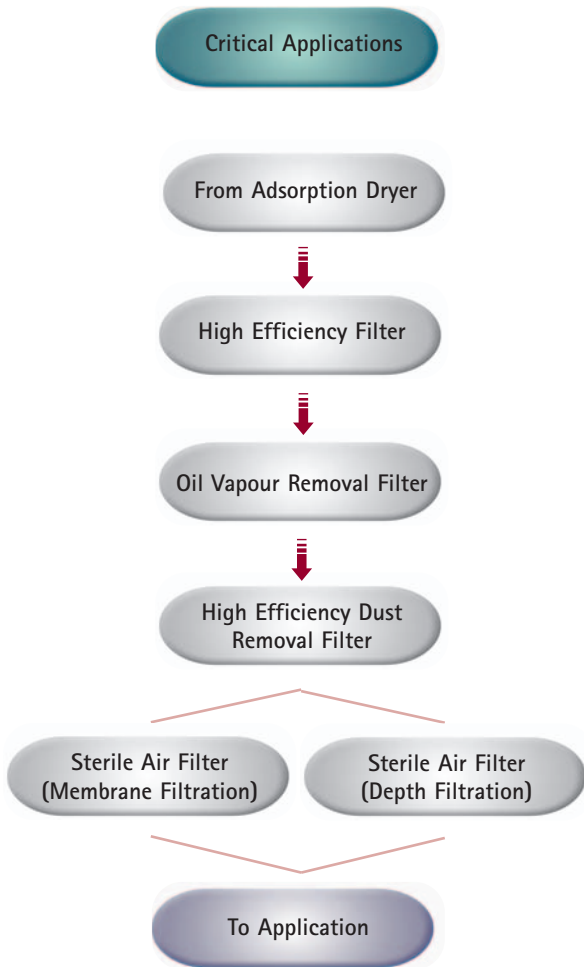 Critical Applications
From Adsorption Dryer
High Efficiency Filter
Oil Vapour Removal Filter
High Efficiency Dust
Removal Filter
Sterile Air Filter
(Membrane Filtration)
Sterile Air Filter
(Depth Filtration)
To Application